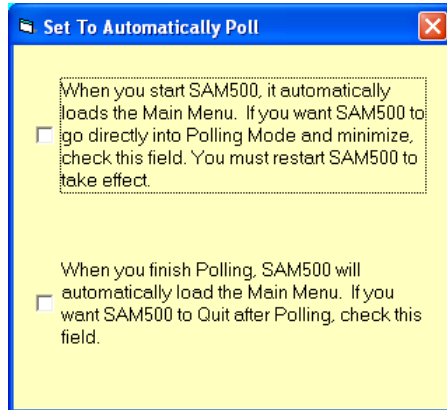 Set To Automatically Poll
When you start SAM500, it automatically
loads the Main Menu.  If you want SAM500 to
go directly into Polling Mode and minimize,
check this field. You must restart SAM500 to
take effect.
When you finish Polling, SAM500 will
automatically load the Main Menu.  If you
want SAM500 to Quit after Polling, check this
field.